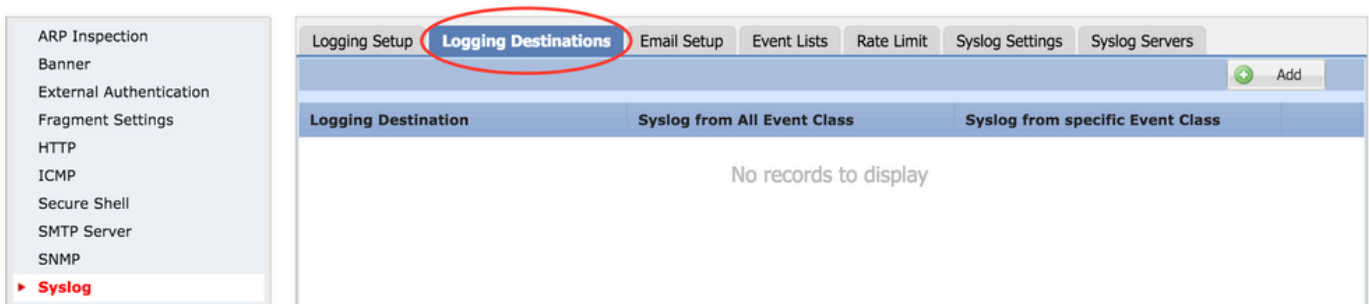 ARP Inspection
Banner
External Authentication
Fragment Settings
HTTP
ICMP
Secure Shell
SMTP Server
SNMP
Syslog
Logging Setup Logging Destinations Email Setup Event Lists Rate Limit Syslog Settings Syslog Servers
Add
Logging Destination Syslog from All Event Class Syslog from specific Event Class
No records to display